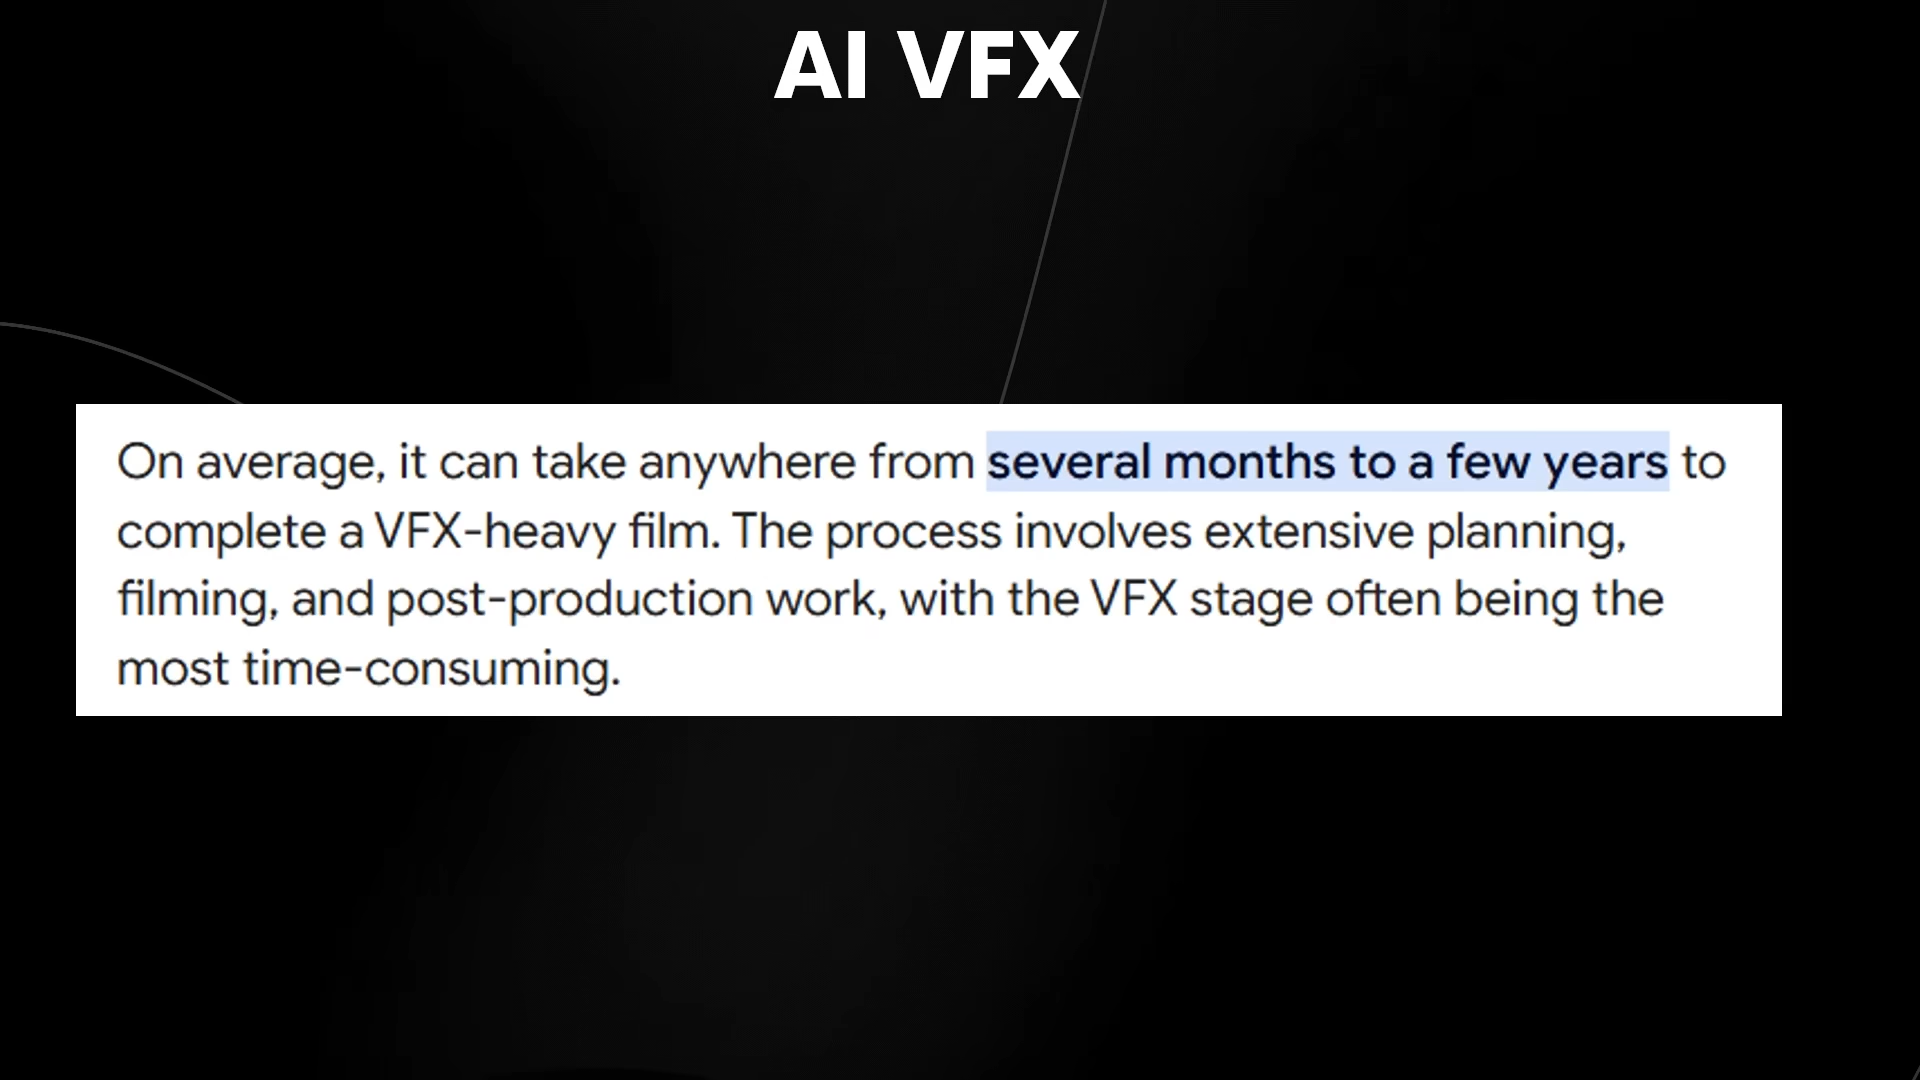 AI VFX
On average, it can take anywhere from several months to a few years to
complete a VFX-heavy film. The process involves extensive planning,
filming, and post-production work, with the VFX stage often being the
most time-consuming.